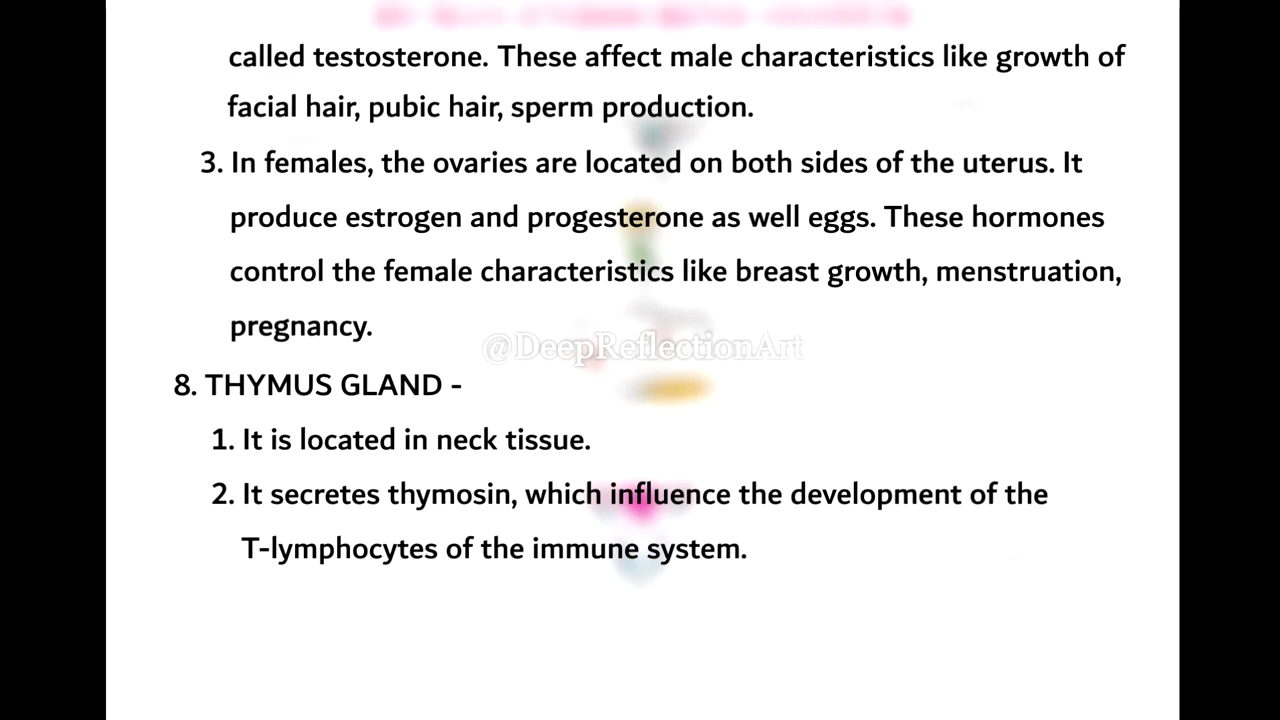 called testosterone. These affect male characteristics like growth of
facial hair, pubic hair, sperm production.
3. In females, the ovaries are located on both sides of the uterus. It
produce estrogen and progesterone as well eggs. These hormones
control the female characteristics like breast growth, menstruation,
pregnancy.
@DeepReflectionArt
8. THYMUS GLAND -
1. It is located in neck tissue.
2. It secretes thymosin, which influence the development of the
T-lymphocytes of the immune system.